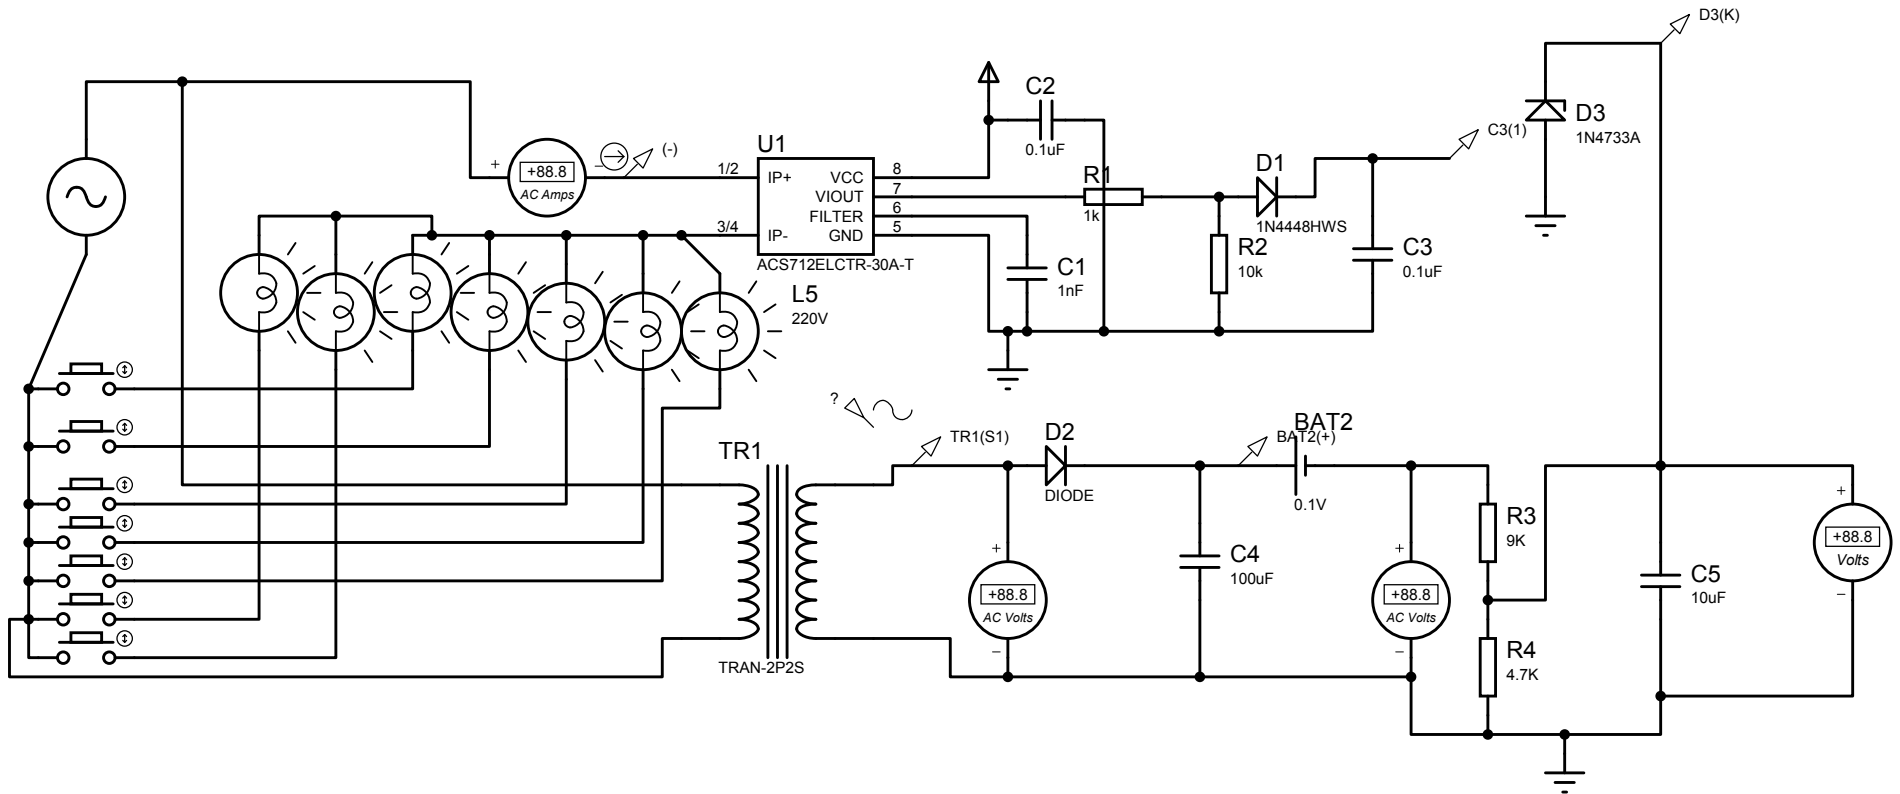 D3(K)
C2
0.1uF
D3
1N4733A
C3(1)
+
+88.8
AC Amps
−
(-)
U1
1/2
IP+
VCC
8
VIOUT
7
FILTER
6
3/4
IP-
GND
5
ACS712ELCTR-30A-T
R1
1k
D1
1N4448HWS
R2
10k
C3
0.1uF
C1
1nF
L5
220V
?
TR1
TR1(S1)
D2
DIODE
BAT2
BAT2(+)
0.1V
TRAN-2P2S
+
+88.8
AC Volts
−
C4
100uF
+
+88.8
AC Volts
−
R3
9K
R4
4.7K
C5
10uF
+
+88.8
Volts
−